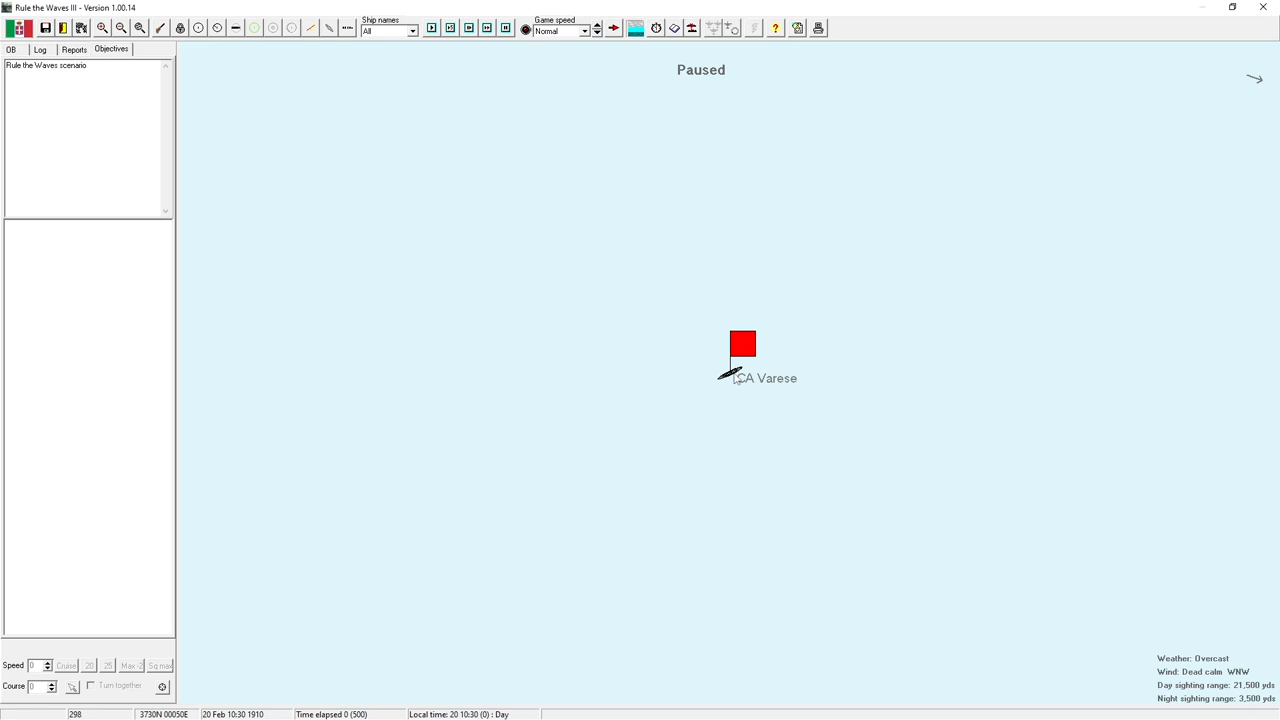 Rule the Waves III - Version 1.00.14
Ship names
All
Game speed
Normal
OB Log Reports Objectives
Rule the Waves scenario
Paused
CA Varese
Weather: Overcast
Wind: Dead calm WNW
Day sighting range: 21,500 yds
Night sighting range: 3,500 yds
Speed 0 Cruise 20 25 Max -2 Sq max
Course 0 Turn together
298 3730N 00050E 20 Feb 10:30 1910 Time elapsed 0 (500) Local time: 20 10:30 (0) : Day